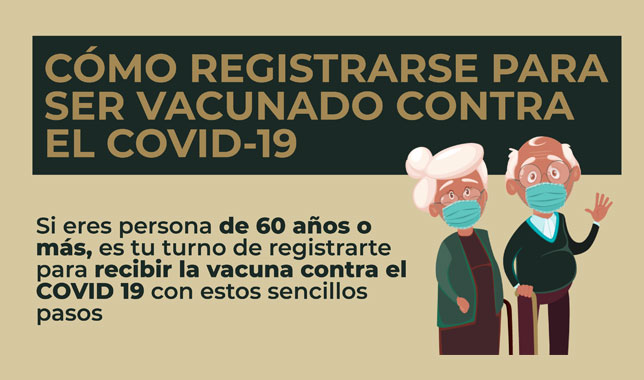 CÓMO REGISTRARSE PARA
SER VACUNADO CONTRA
EL COVID-19
Si eres persona de 60 años o
más, es tu turno de registrarte
para recibir la vacuna contra el
COVID 19 con estos sencillos
pasos